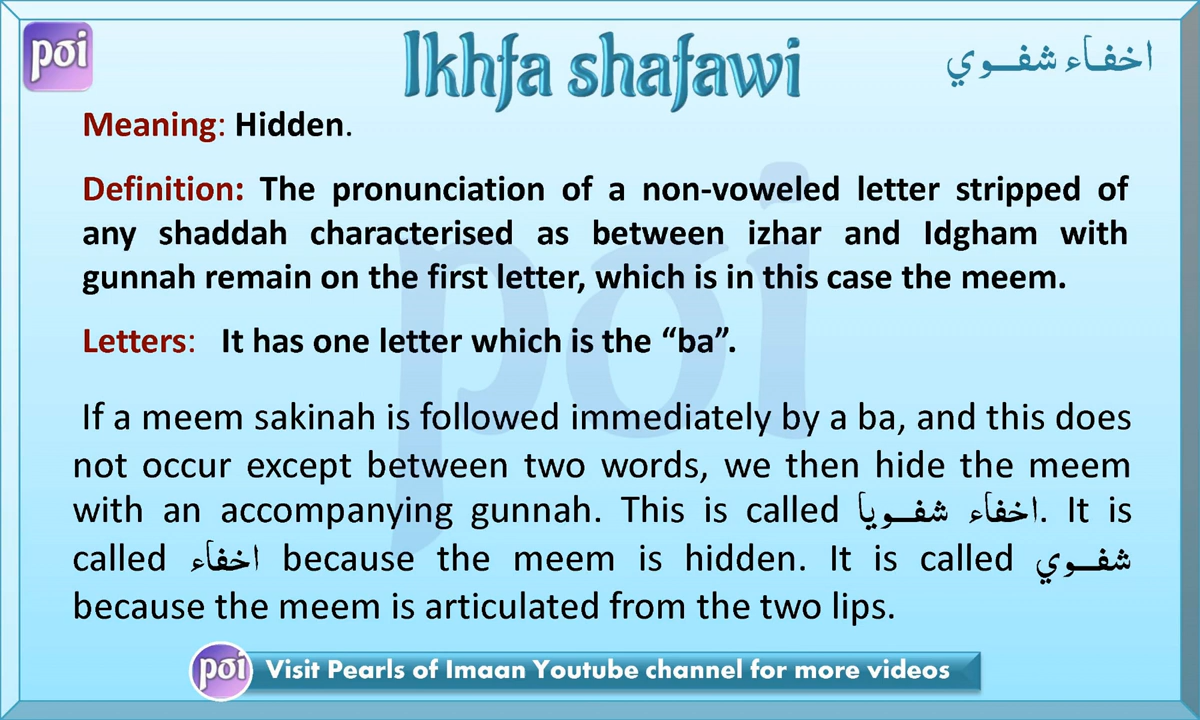 poi
Ikhfa shafawi
اخفـاء شفـــوي
Meaning: Hidden.
Definition: The pronunciation of a non-voweled letter stripped of
any shaddah characterised as between izhar and Idgham with
gunnah remain on the first letter, which is in this case the meem.
Letters: It has one letter which is the “ba”.
poi
If a meem sakinah is followed immediately by a ba, and this does
not occur except between two words, we then hide the meem
with an accompanying gunnah. This is called اخفاء شفـــويا. It is
called اخفاء because the meem is hidden. It is called شفـــوي
because the meem is articulated from the two lips.
poi Visit Pearls of Imaan Youtube channel for more videos